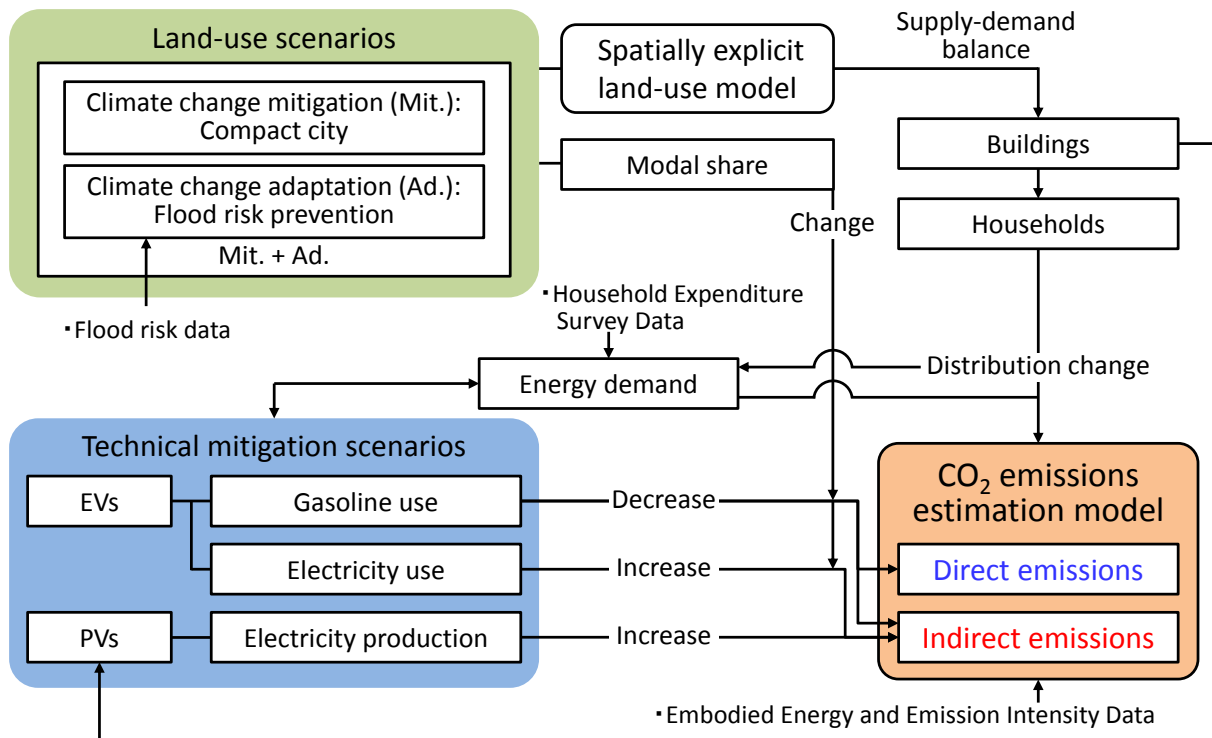 Land-use scenarios
Climate change mitigation (Mit.):
Compact city
Climate change adaptation (Ad.):
Flood risk prevention
Mit. + Ad.
・Flood risk data
Spatially explicit
land-use model
Supply-demand
balance
Modal share
Buildings
Households
Change
・Household Expenditure
Survey Data
Energy demand
Distribution change
Technical mitigation scenarios
EVs
Gasoline use
Decrease
Electricity use
Increase
PVs
Electricity production
Increase
CO₂ emissions
estimation model
Direct emissions
Indirect emissions
・Embodied Energy and Emission Intensity Data